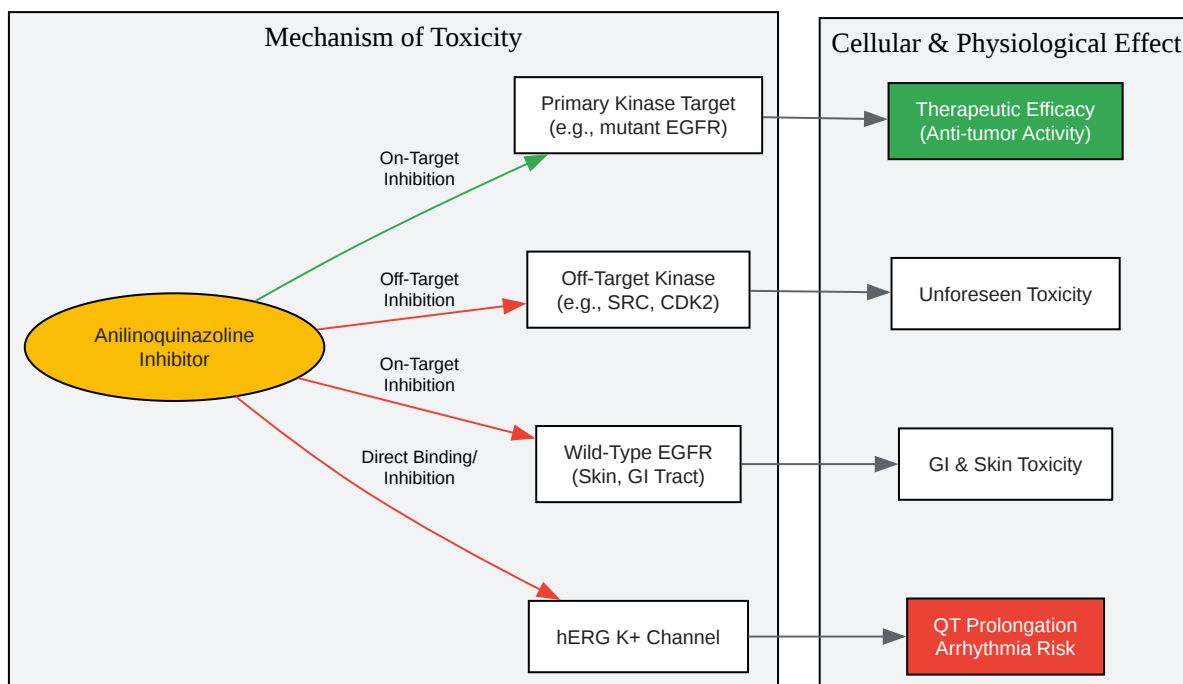 Mechanism of Toxicity
Cellular & Physiological Effect
Primary Kinase Target
(e.g., mutant EGFR)
Therapeutic Efficacy
(Anti-tumor Activity)
On-Target
Inhibition
Off-Target
Inhibition
Off-Target Kinase
(e.g., SRC, CDK2)
Unforeseen Toxicity
Anilinoquinazoline
Inhibitor
On-Target
Inhibition
Wild-Type EGFR
(Skin, GI Tract)
GI & Skin Toxicity
Direct Binding/
Inhibition
hERG K+ Channel
QT Prolongation
Arrhythmia Risk